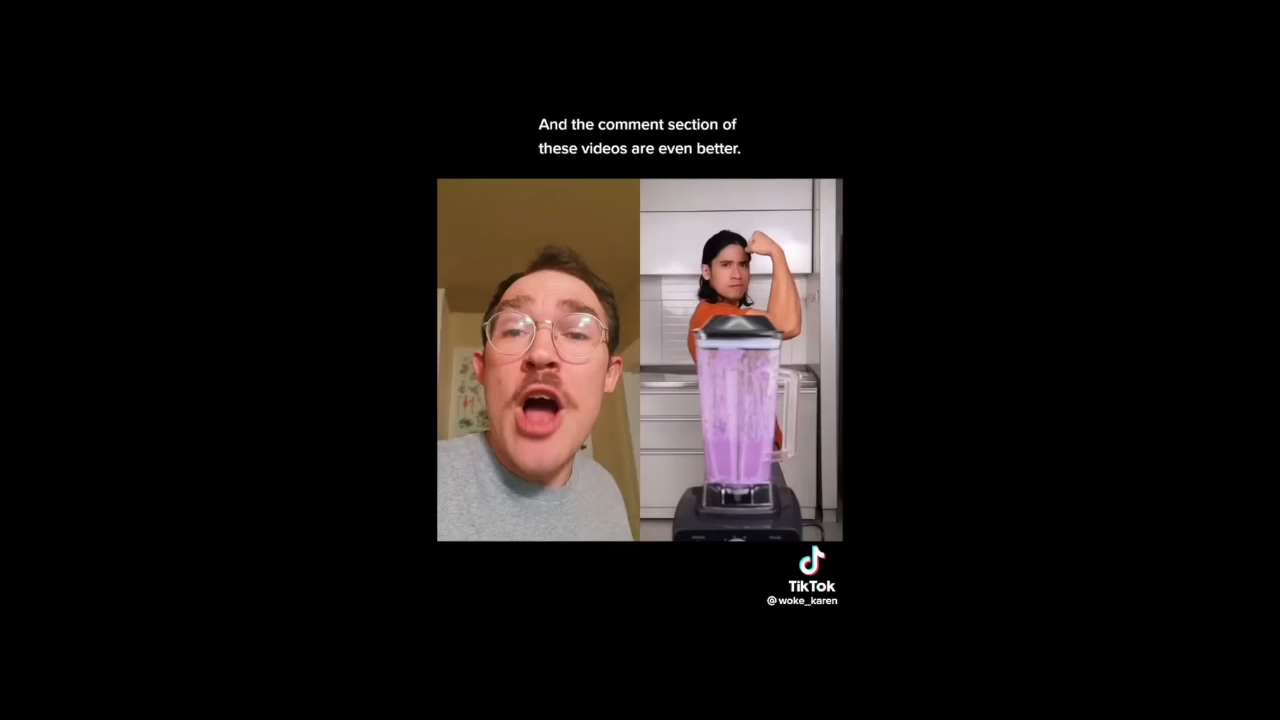 And the comment section of
these videos are even better.
TikTok
@woke_karen